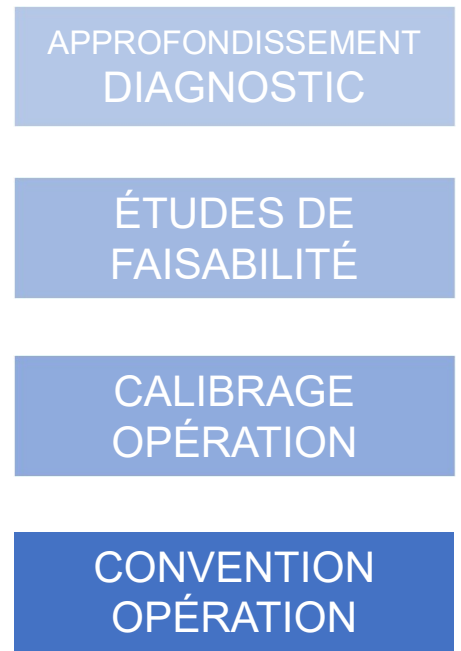 APPROFONDISSEMENT
DIAGNOSTIC
ÉTUDES DE
FAISABILITÉ
CALIBRAGE
OPÉRATION
CONVENTION
OPÉRATION